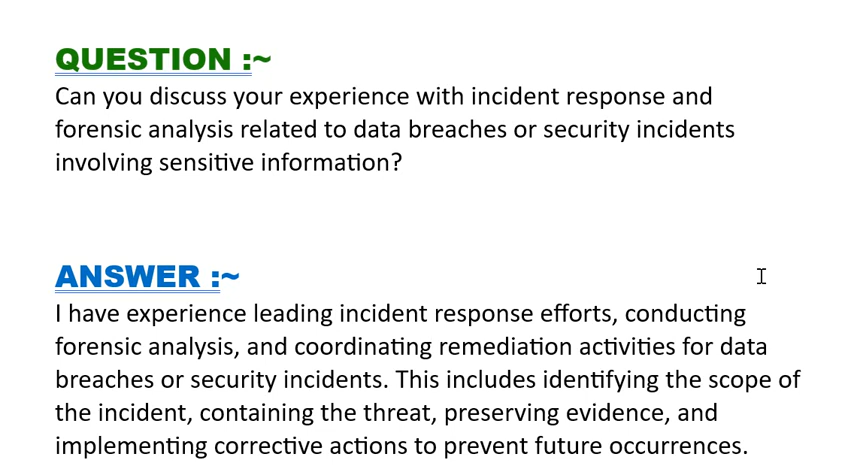 QUESTION :~
Can you discuss your experience with incident response and
forensic analysis related to data breaches or security incidents
involving sensitive information?
ANSWER :~
I have experience leading incident response efforts, conducting
forensic analysis, and coordinating remediation activities for data
breaches or security incidents. This includes identifying the scope of
the incident, containing the threat, preserving evidence, and
implementing corrective actions to prevent future occurrences.